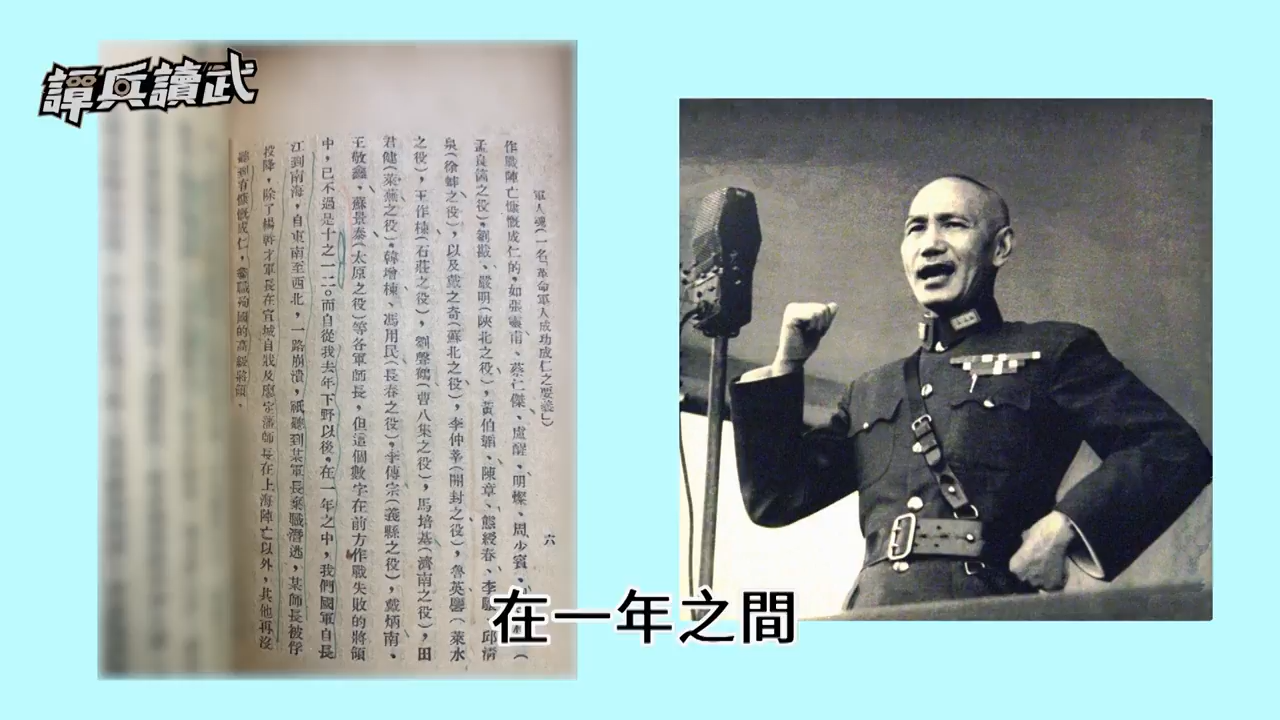 譚兵讀武
軍人魂(一名「革命軍人成功成仁之要義」) 六
作戰陣亡慷慨成仁的,如張靈甫、蔡仁傑、盧醒、明燦、周少賓、
孟良崮之役)劉戡、嚴明(陝北之役),黃伯韜、陳章、熊綬春、李 邱清
泉(徐蚌之役),以及戴之奇(蘇北之役),李仲莘(開封之役),魯英麐(萊水
之役),王作棟(石莊之役),劉聲鶴(曹八集之役),馬培基(濟南之役),田
君健(萊蕪之役),韓增棟、馮用民(長春之役),李傳宗(義縣之役),戴炳南、
王敬鑫、蘇景泰(太原之役)等各軍師長,但這個數字在前方作戰失敗的將領
中,已不過是十之一二。而自從我去年下野以後,在一年之中,我們國軍自長
江到南海,自東南至西北,一路崩潰,祇聽到某軍長棄職潛逃,某師長被俘
投降,除了楊幹才軍長在宣城自戕及廖宗藩師長在上海陣亡以外,其他再沒
聽到有慷慨成仁,盡職殉國的高級將領。
在一年之間